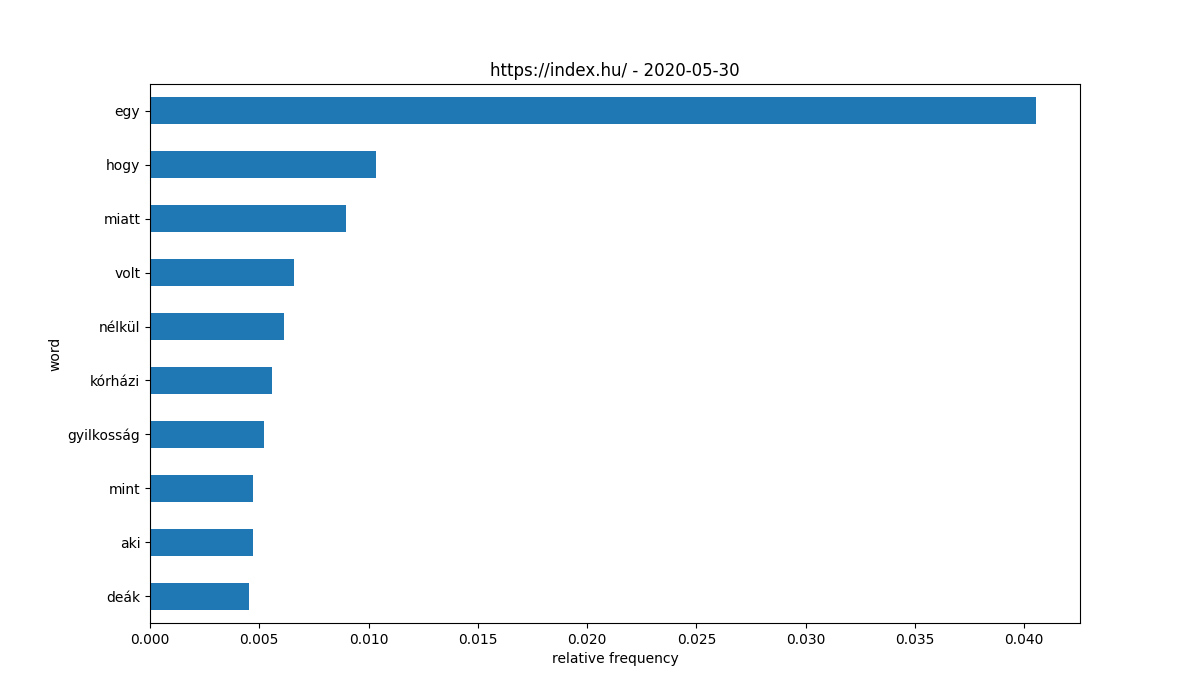 https://index.hu/ - 2020-05-30
egy
hogy
miatt
volt
nélkül
kórházi
gyilkosság
mint
aki
deák
word
0.000 0.005 0.010 0.015 0.020 0.025 0.030 0.035 0.040
relative frequency